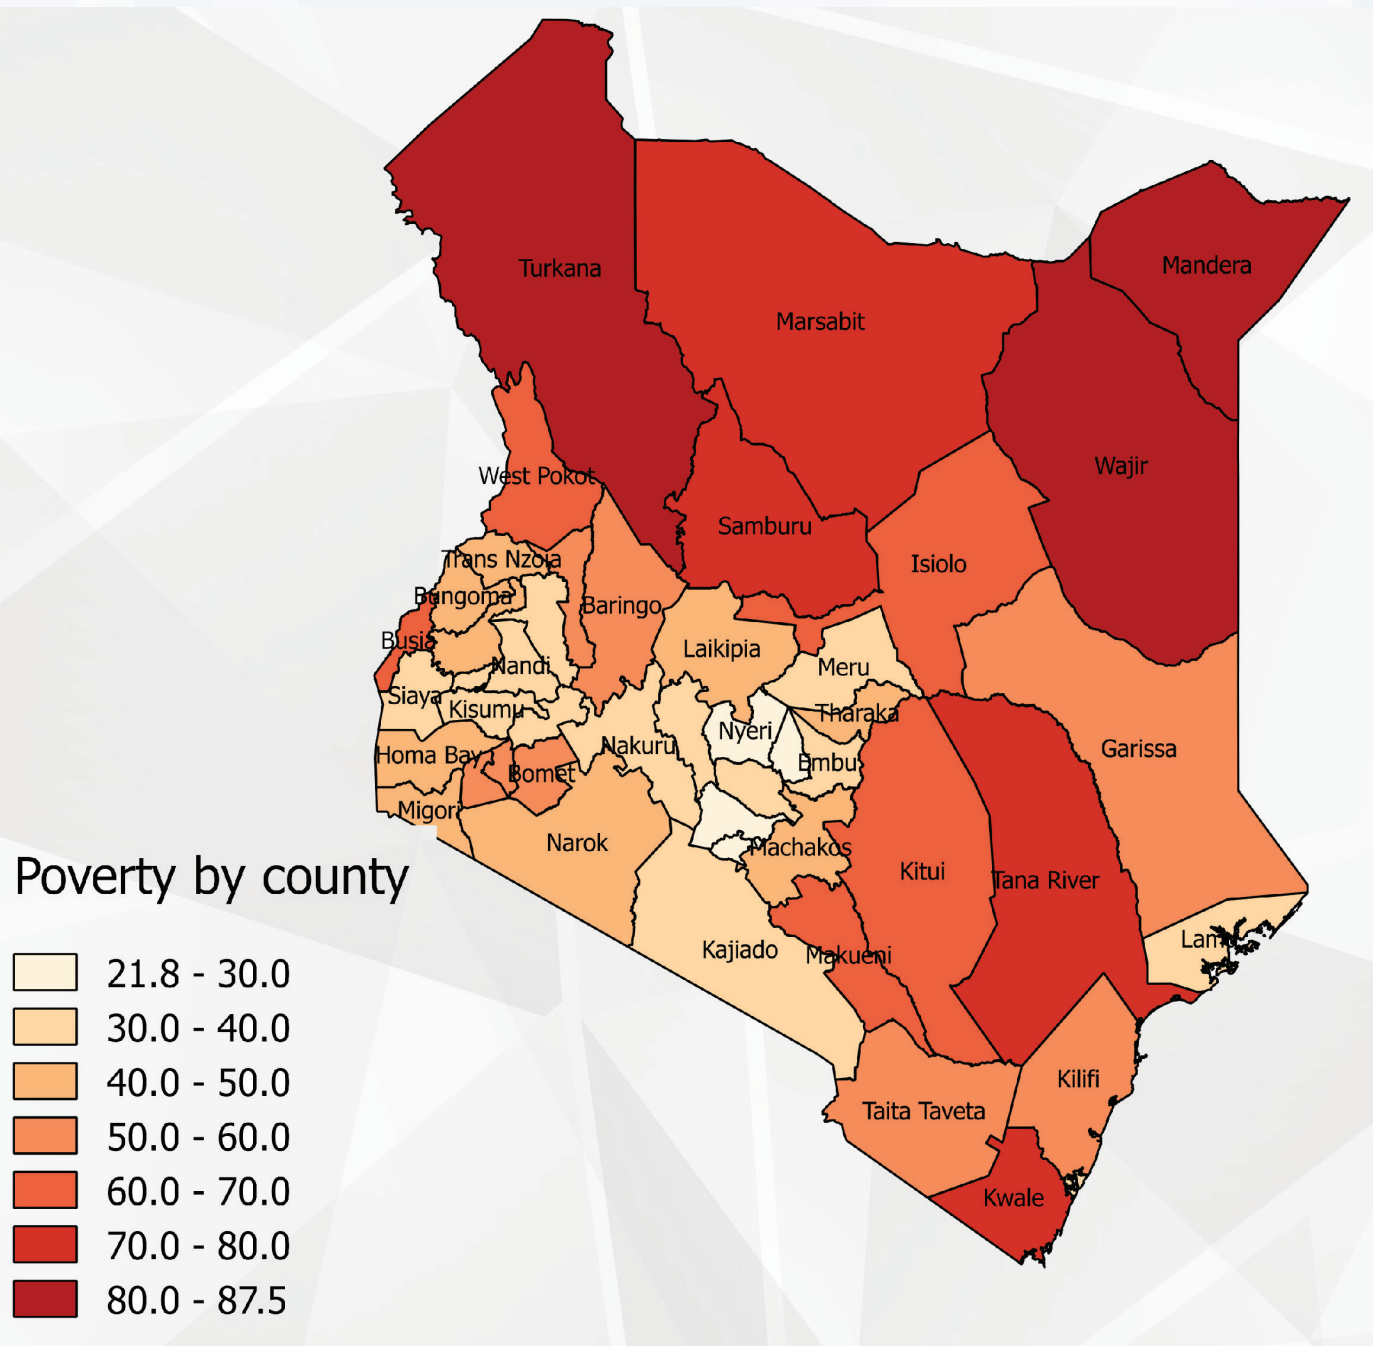 Turkana
Mandera
Marsabit
Wajir
West Pokot
Samburu
Trans Nzoia
Isiolo
Bungoma
Baringo
Busia
Laikipia
Nandi
Meru
Siaya
Kisumu
Tharaka
Nyeri
Nakuru
Garissa
Homa Bay
Embu
Bomet
Migori
Narok
Machakos
Kitui
Tana River
Poverty by county
Lamu
Kajiado
Makueni
21.8 - 30.0
30.0 - 40.0
Kilifi
40.0 - 50.0
Taita Taveta
50.0 - 60.0
60.0 - 70.0
Kwale
70.0 - 80.0
80.0 - 87.5